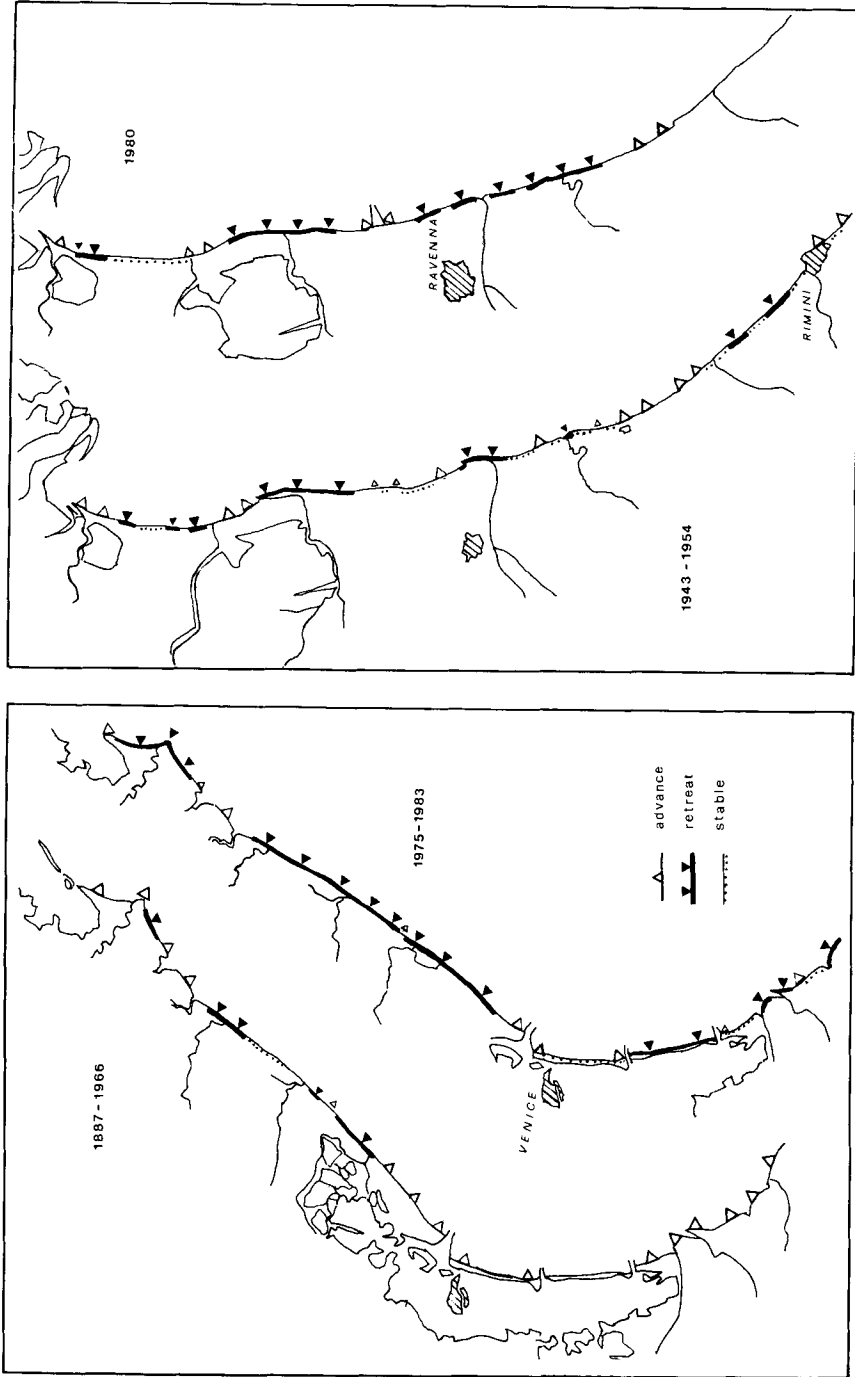 1980
RAVENNA
RIMINI
1943 - 1954
1887 - 1966
1975 - 1983
VENICE
advance
retreat
stable